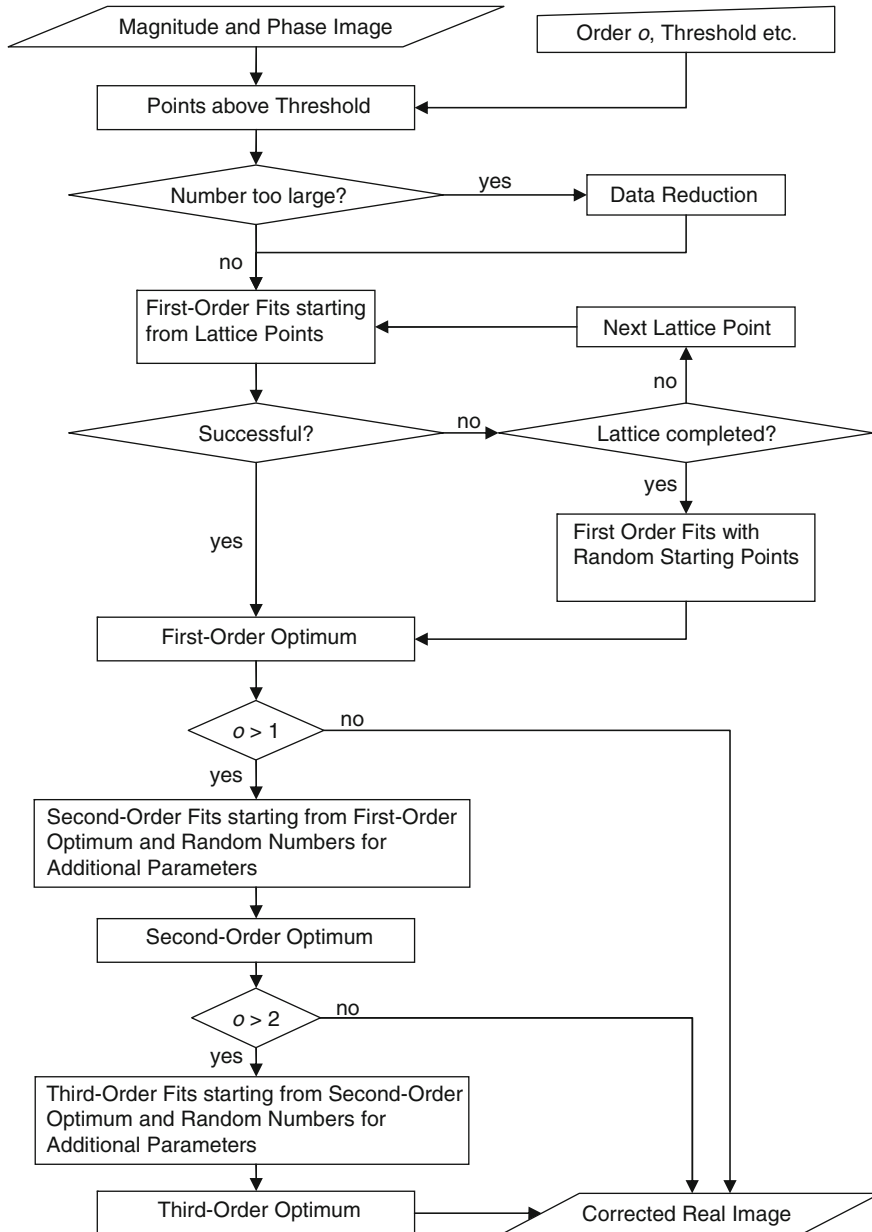 Magnitude and Phase Image
Order o, Threshold etc.
Points above Threshold
Number too large?
yes
Data Reduction
no
First-Order Fits starting
from Lattice Points
Next Lattice Point
no
Successful?
no
Lattice completed?
yes
yes
First Order Fits with
Random Starting Points
First-Order Optimum
o > 1
no
yes
Second-Order Fits starting from First-Order
Optimum and Random Numbers for
Additional Parameters
Second-Order Optimum
o > 2
no
yes
Third-Order Fits starting from Second-Order
Optimum and Random Numbers for
Additional Parameters
Third-Order Optimum
Corrected Real Image